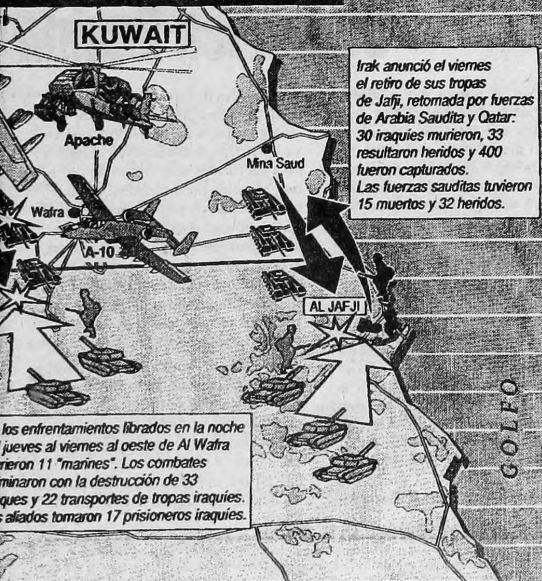 KUWAIT
Irak anunció el viernes
el retiro de sus tropas
de Jafji, retomada por fuerzas
de Arabia Saudita y Qatar:
30 iraquíes murieron, 33
resultaron heridos y 400
fueron capturados.
Las fuerzas sauditas tuvieron
15 muertos y 32 heridos.
Apache
Mina Saud
Wafra
A-10
AL JAFJI
GOLFO
los enfrentamientos librados en la noche
jueves al viernes al oeste de Al Wafra
rieron 11 "marines". Los combates
minaron con la destrucción de 33
ques y 22 transportes de tropas iraquíes.
s aliados tomaron 17 prisioneros iraquíes.